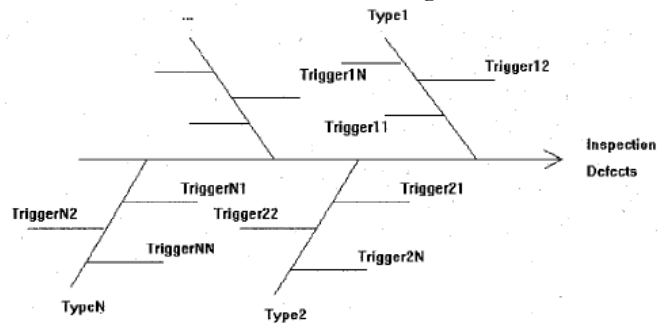 ...
Type1
Trigger1N
Trigger12
Trigger11
Inspection
Defects
TriggerN1
Trigger21
TriggerN2
Trigger22
TriggerNN
Trigger2N
TypeN
Type2